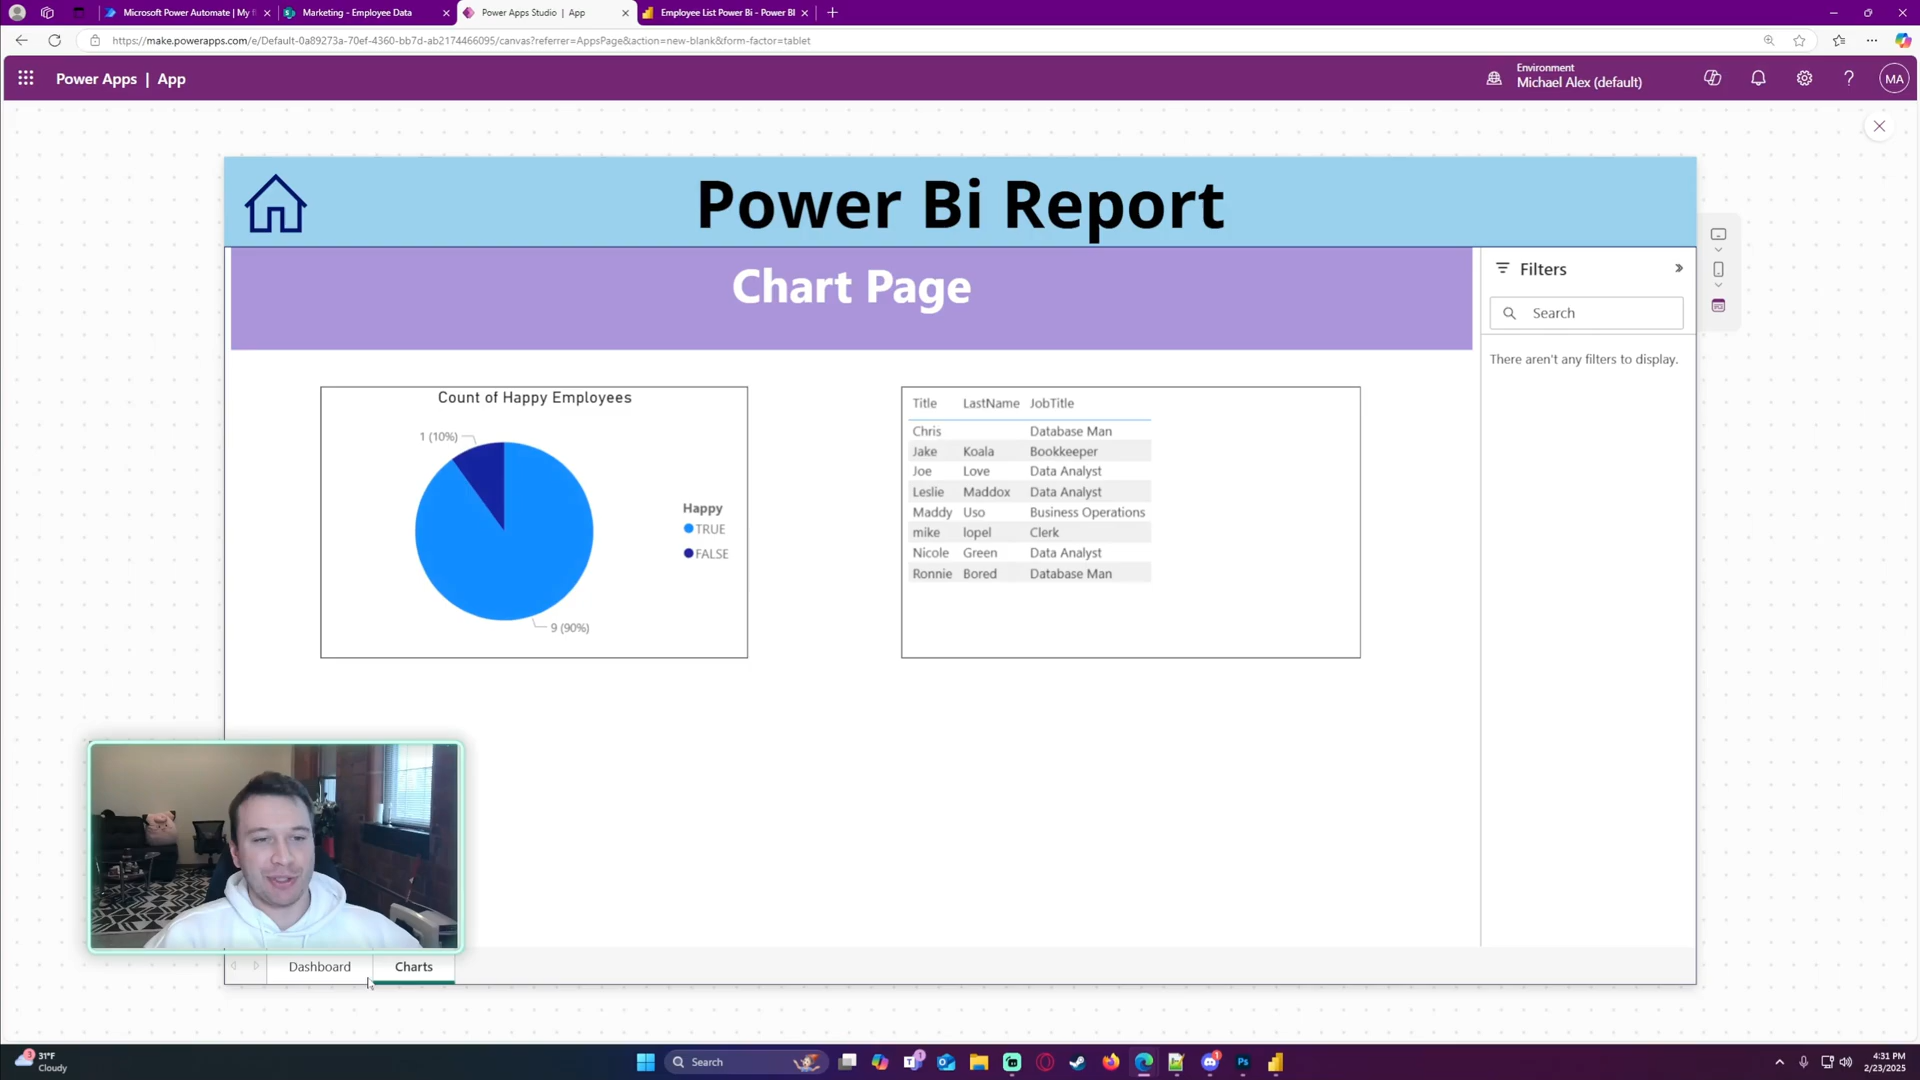 Microsoft Power Automate | My f
Marketing - Employee Data
Power Apps Studio | App
Employee List Power Bi - Power BI
https://make.powerapps.com/e/Default-0a89273a-70ef-4360-bb7d-ab2174466095/canvas?referrer=AppsPage&action=new-blank&form-factor=tablet
Power Apps | App
Environment
Michael Alex (default)
MA
Power Bi Report
Chart Page
Filters
Search
There aren't any filters to display.
Count of Happy Employees
1 (10%)
Happy
TRUE
FALSE
9 (90%)
Title LastName JobTitle
Chris Database Man
Jake Koala Bookkeeper
Joe Love Data Analyst
Leslie Maddox Data Analyst
Maddy Uso Business Operations
mike lopel Clerk
Nicole Green Data Analyst
Ronnie Bored Database Man
Dashboard
Charts
31°F
Cloudy
Search
4:31 PM
2/23/2025